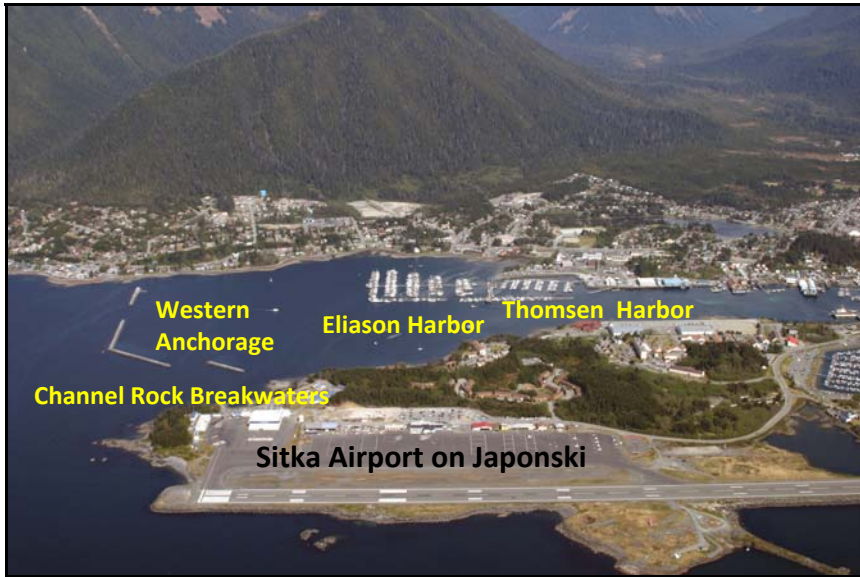 Western
Anchorage
Eliason Harbor
Thomsen Harbor
Channel Rock Breakwaters
Sitka Airport on Japonski